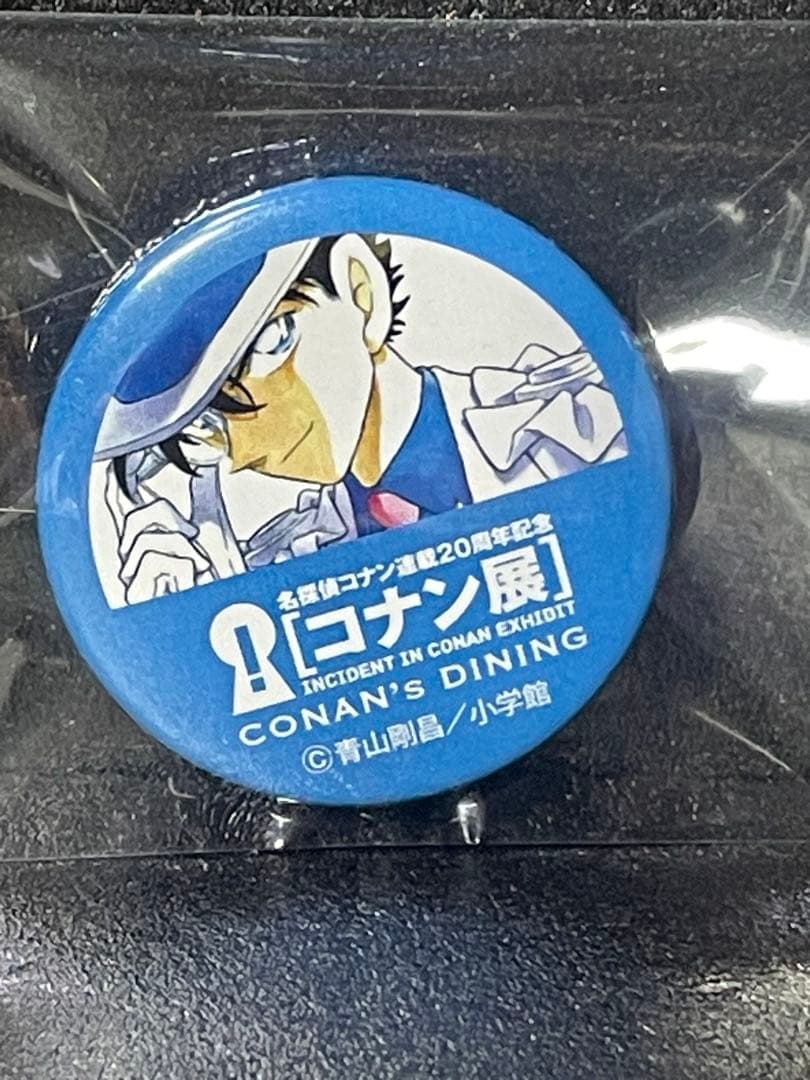 名探偵コナン連載20周年記念
[コナン展]
INCIDENT IN CONAN EXHIBIT
CONAN'S DINING
©青山剛昌/小学館